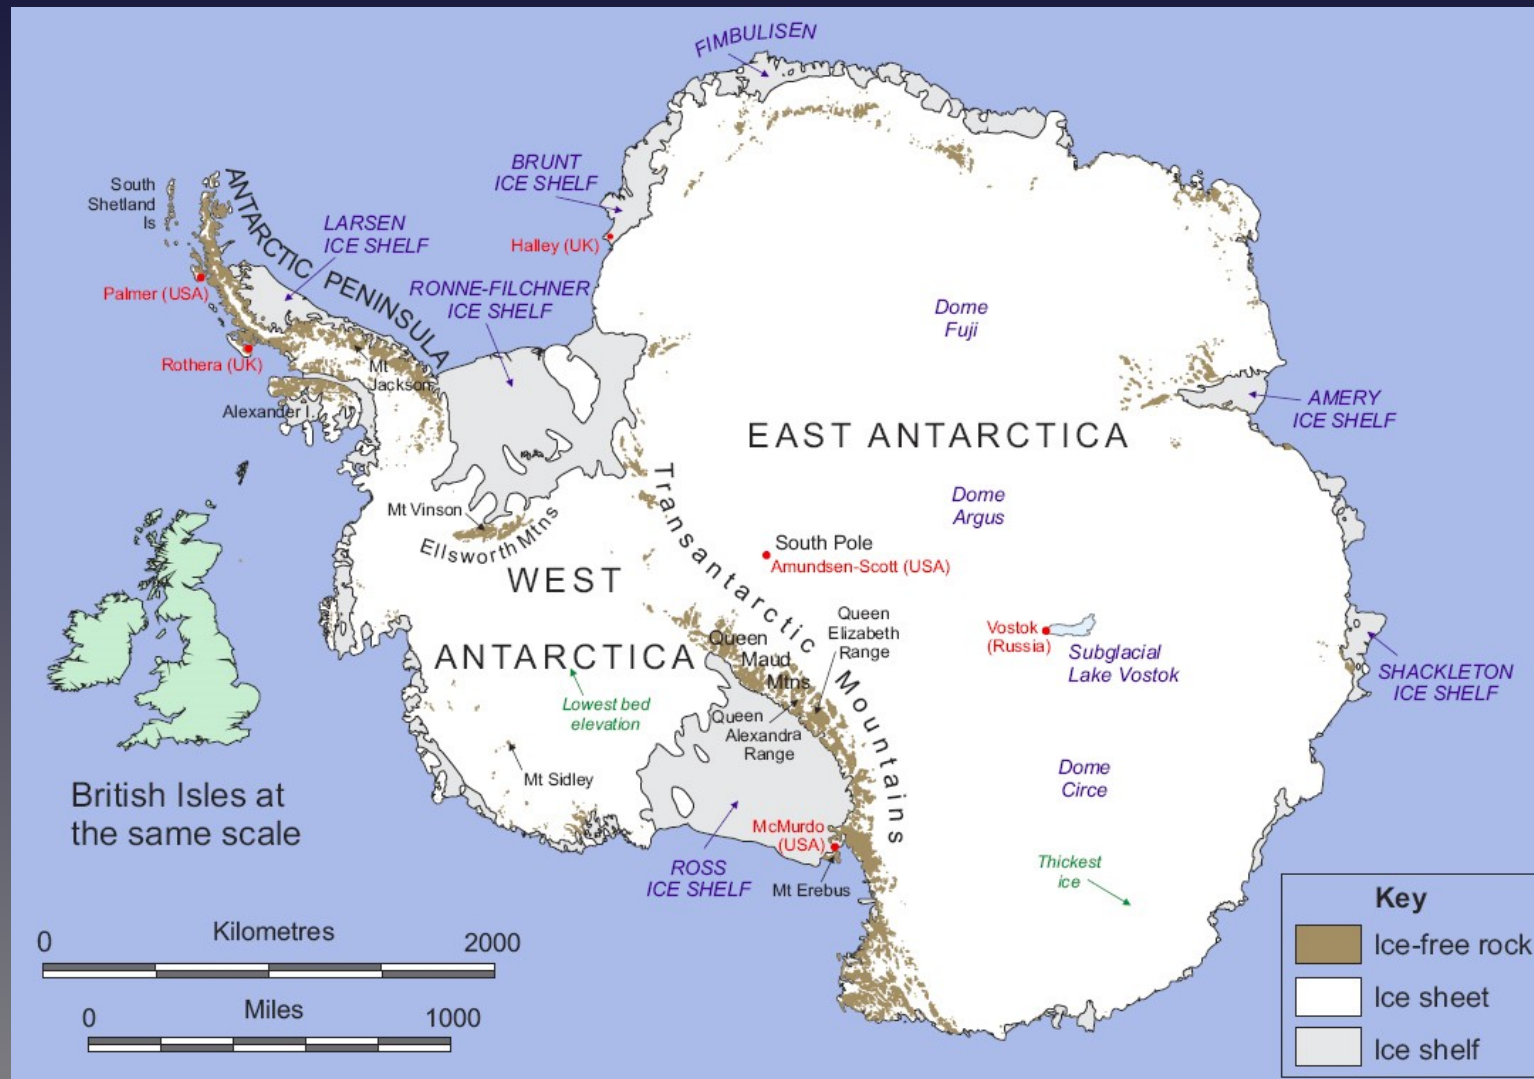 FIMBULISEN
BRUNT
ICE SHELF
South
Shetland
Is
ANTARCTIC PENINSULA
LARSEN
ICE SHELF
Halley (UK)
Palmer (USA)
RONNE-FILCHNER
ICE SHELF
Dome
Fuji
Rothera (UK)
Mt
Jackson
Alexander I.
AMERY
ICE SHELF
EAST ANTARCTICA
Transantarctic Mountains
Dome
Argus
Mt Vinson
Ellsworth Mtns
South Pole
Amundsen-Scott (USA)
WEST
ANTARCTICA
Queen
Maud
Mtns
Queen
Elizabeth
Range
Vostok
(Russia)
Subglacial
Lake Vostok
SHACKLETON
ICE SHELF
Lowest bed
elevation
Queen
Alexandra
Range
Mt Sidley
Dome
Circe
British Isles at
the same scale
McMurdo
(USA)
ROSS
ICE SHELF
Mt Erebus
Thickest
ice
Kilometres
0 2000
Miles
0 1000
Key
Ice-free rock
Ice sheet
Ice shelf